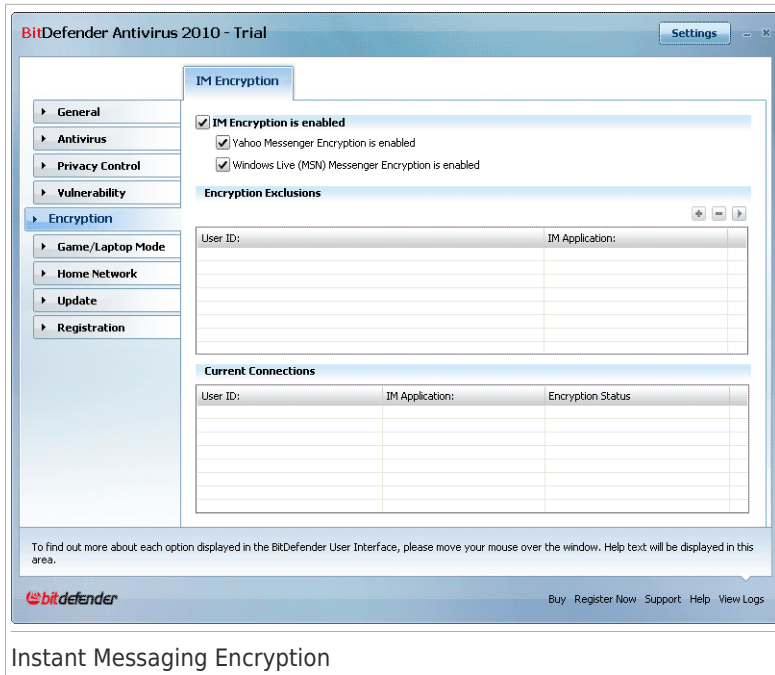 BitDefender Antivirus 2010 - Trial
Settings
IM Encryption
General
Antivirus
Privacy Control
Vulnerability
Encryption
Game/Laptop Mode
Home Network
Update
Registration
IM Encryption is enabled
Yahoo Messenger Encryption is enabled
Windows Live (MSN) Messenger Encryption is enabled
Encryption Exclusions
User ID: IM Application:
Current Connections
User ID: IM Application: Encryption Status
To find out more about each option displayed in the BitDefender User Interface, please move your mouse over the window. Help text will be displayed in this
area.
bitdefender
Buy Register Now Support Help View Logs
Instant Messaging Encryption